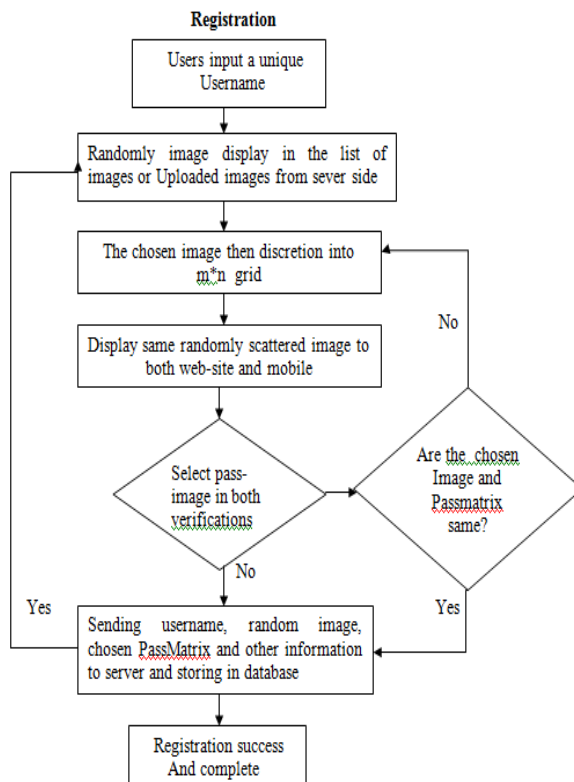 Registration
Users input a unique
Username
Randomly image display in the list of
images or Uploaded images from sever side
The chosen image then discretion into
m*n grid
No
Display same randomly scattered image to
both web-site and mobile
Select pass-
image in both
verifications
Are the chosen
Image and
Passmatrix
same?
No
Yes
Yes
Sending username, random image,
chosen PassMatrix and other information
to server and storing in database
Registration success
And complete